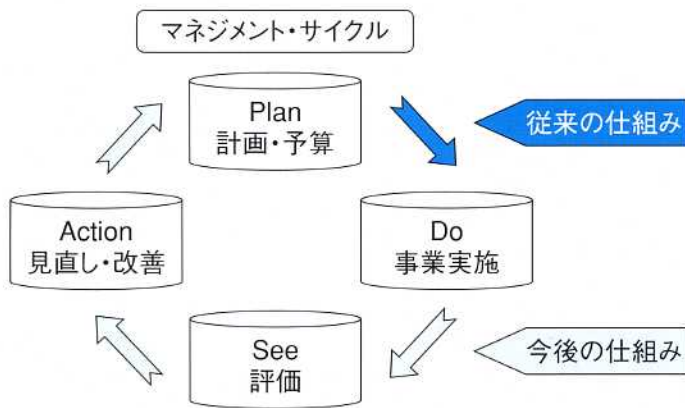 マネジメント・サイクル
Plan
計画・予算
従来の仕組み
Action
見直し・改善
Do
事業実施
See
評価
今後の仕組み